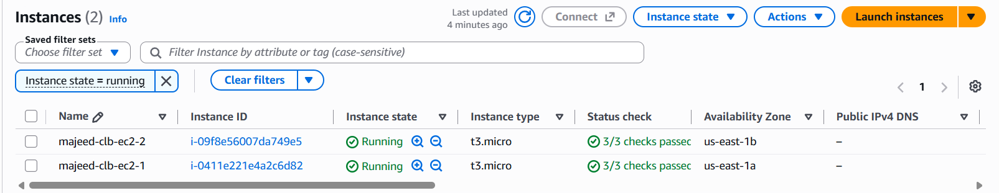 Instances (2) Info
Last updated
4 minutes ago
Connect
Instance state
Actions
Launch instances
Saved filter sets
Choose filter set
Filter Instance by attribute or tag (case-sensitive)
Instance state = running
Clear filters
1
Name Instance ID Instance state Instance type Status check Availability Zone Public IPv4 DNS
majeed-clb-ec2-2 i-09f8e56007da749e5 Running t3.micro 3/3 checks passec us-east-1b –
majeed-clb-ec2-1 i-0411e221e4a2c6d82 Running t3.micro 3/3 checks passec us-east-1a –